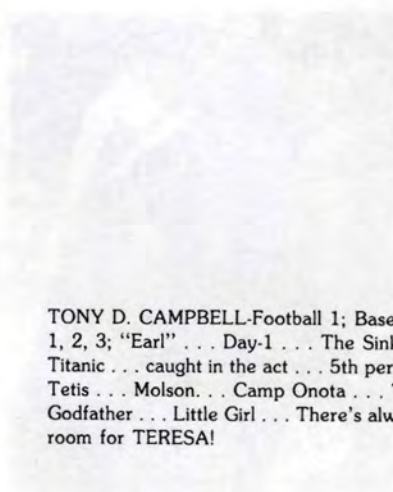 TONY D. CAMPBELL-Football 1; Base
1, 2, 3; “Earl” . . . Day-1 . . . The Sinl
Titanic . . . caught in the act . . . 5th per
Tetis . . . Molson. . . Camp Onota . . .
Godfather . . . Little Girl . . . There’s alw
room for TERESA!